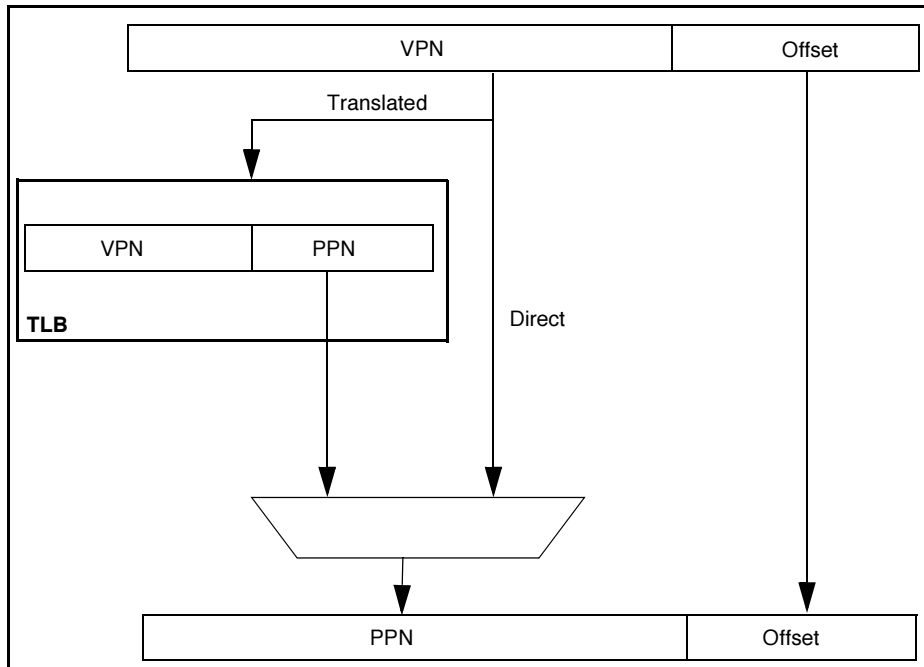 VPN Offset
Translated
VPN PPN
TLB
Direct
PPN Offset